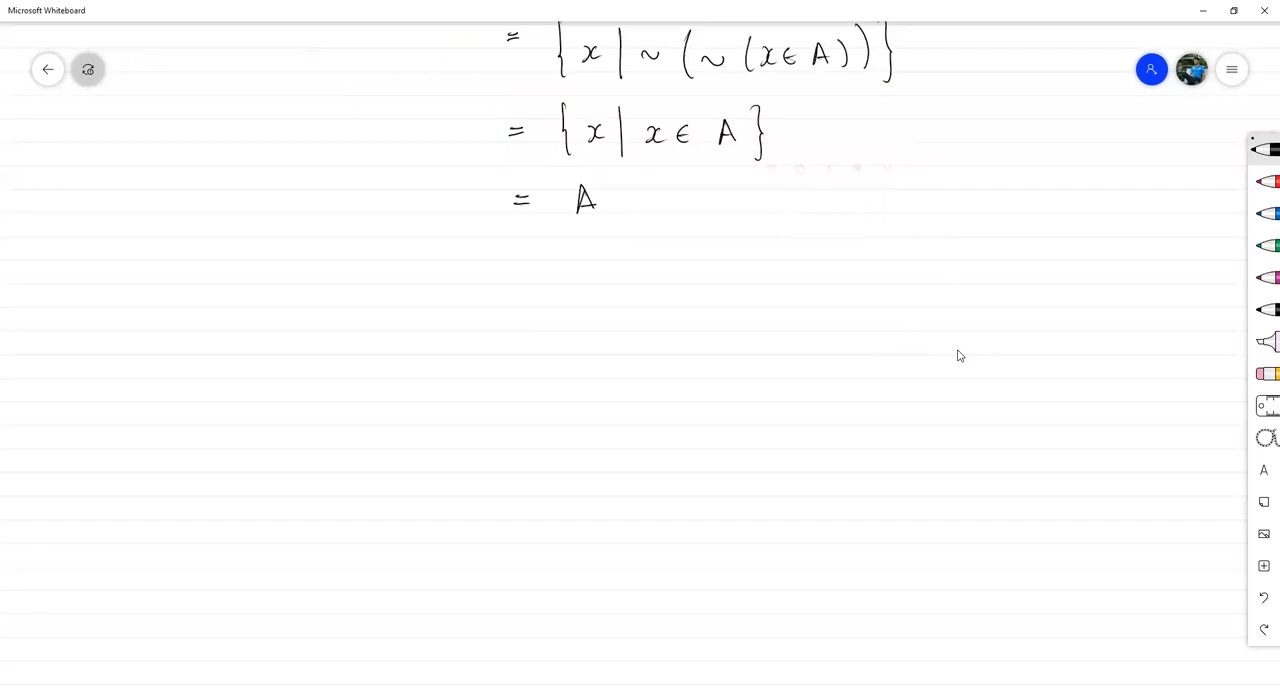 Microsoft Whiteboard
= { x | ~ (~ (x ∈ A)) }
= { x | x ∈ A }
= A
A